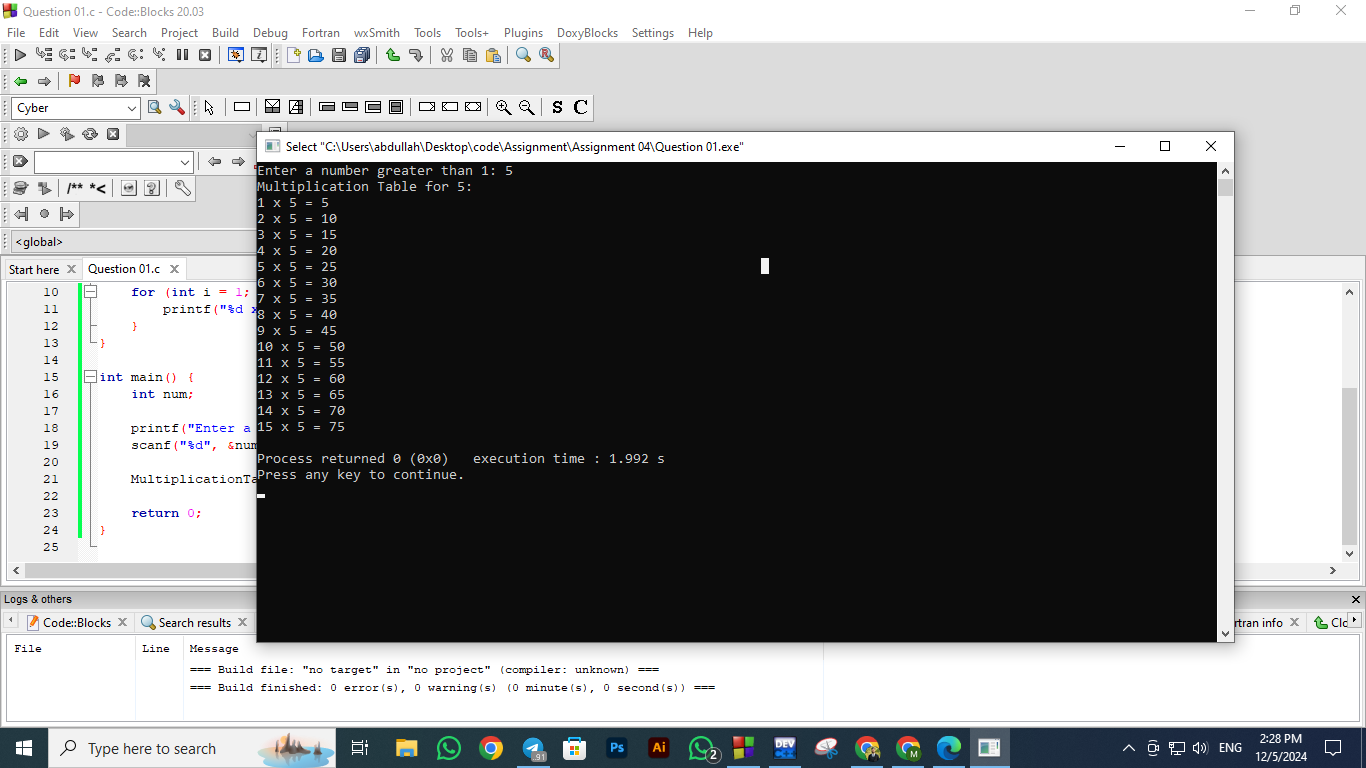 Question 01.c - Code::Blocks 20.03
File Edit View Search Project Build Debug Fortran wxSmith Tools Tools+ Plugins DoxyBlocks Settings Help
Cyber
S C
/** *<
<global>
Start here Question 01.c
10 for (int i = 1;
11 printf("%d x
12 }
13 }
14
15 int main() {
16 int num;
17
18 printf("Enter a
19 scanf("%d", &num
20
21 MultiplicationTa
22
23 return 0;
24 }
25
Select "C:\Users\abdullah\Desktop\code\Assignment\Assignment 04\Question 01.exe"
Enter a number greater than 1: 5
Multiplication Table for 5:
1 x 5 = 5
2 x 5 = 10
3 x 5 = 15
4 x 5 = 20
5 x 5 = 25
6 x 5 = 30
7 x 5 = 35
8 x 5 = 40
9 x 5 = 45
10 x 5 = 50
11 x 5 = 55
12 x 5 = 60
13 x 5 = 65
14 x 5 = 70
15 x 5 = 75
Process returned 0 (0x0) execution time : 1.992 s
Press any key to continue.
Logs & others
Code::Blocks Search results rtran info Clc
File Line Message
=== Build file: "no target" in "no project" (compiler: unknown) ===
=== Build finished: 0 error(s), 0 warning(s) (0 minute(s), 0 second(s)) ===
Type here to search
91
Ps
Ai
2
DEV
M
ENG
2:28 PM
12/5/2024